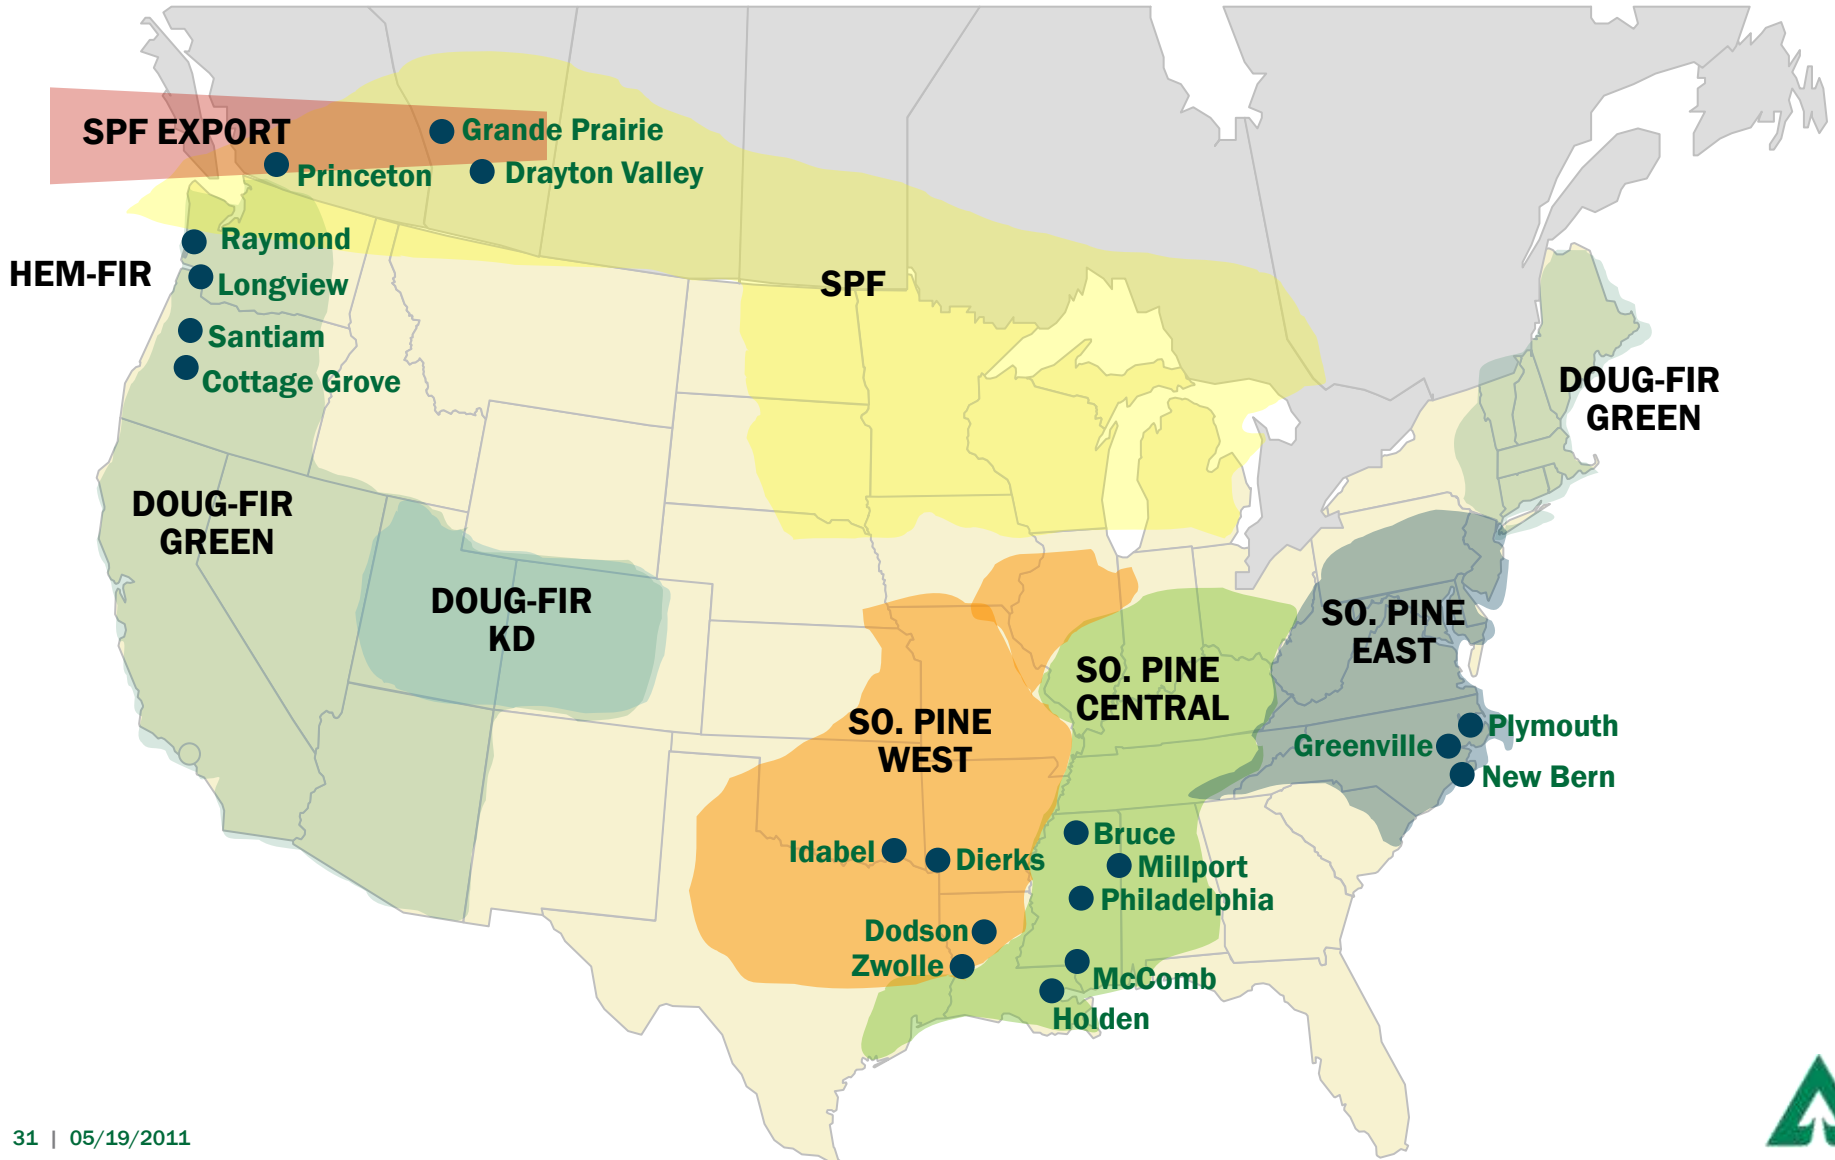 SPF EXPORT
Grande Prairie
Princeton
Drayton Valley
Raymond
HEM-FIR
Longview
SPF
Santiam
Cottage Grove
DOUG-FIR
GREEN
DOUG-FIR
GREEN
DOUG-FIR
KD
SO. PINE
EAST
SO. PINE
CENTRAL
SO. PINE
WEST
Plymouth
Greenville
New Bern
Bruce
Idabel
Dierks
Millport
Philadelphia
Dodson
Zwolle
McComb
Holden
31 | 05/19/2011